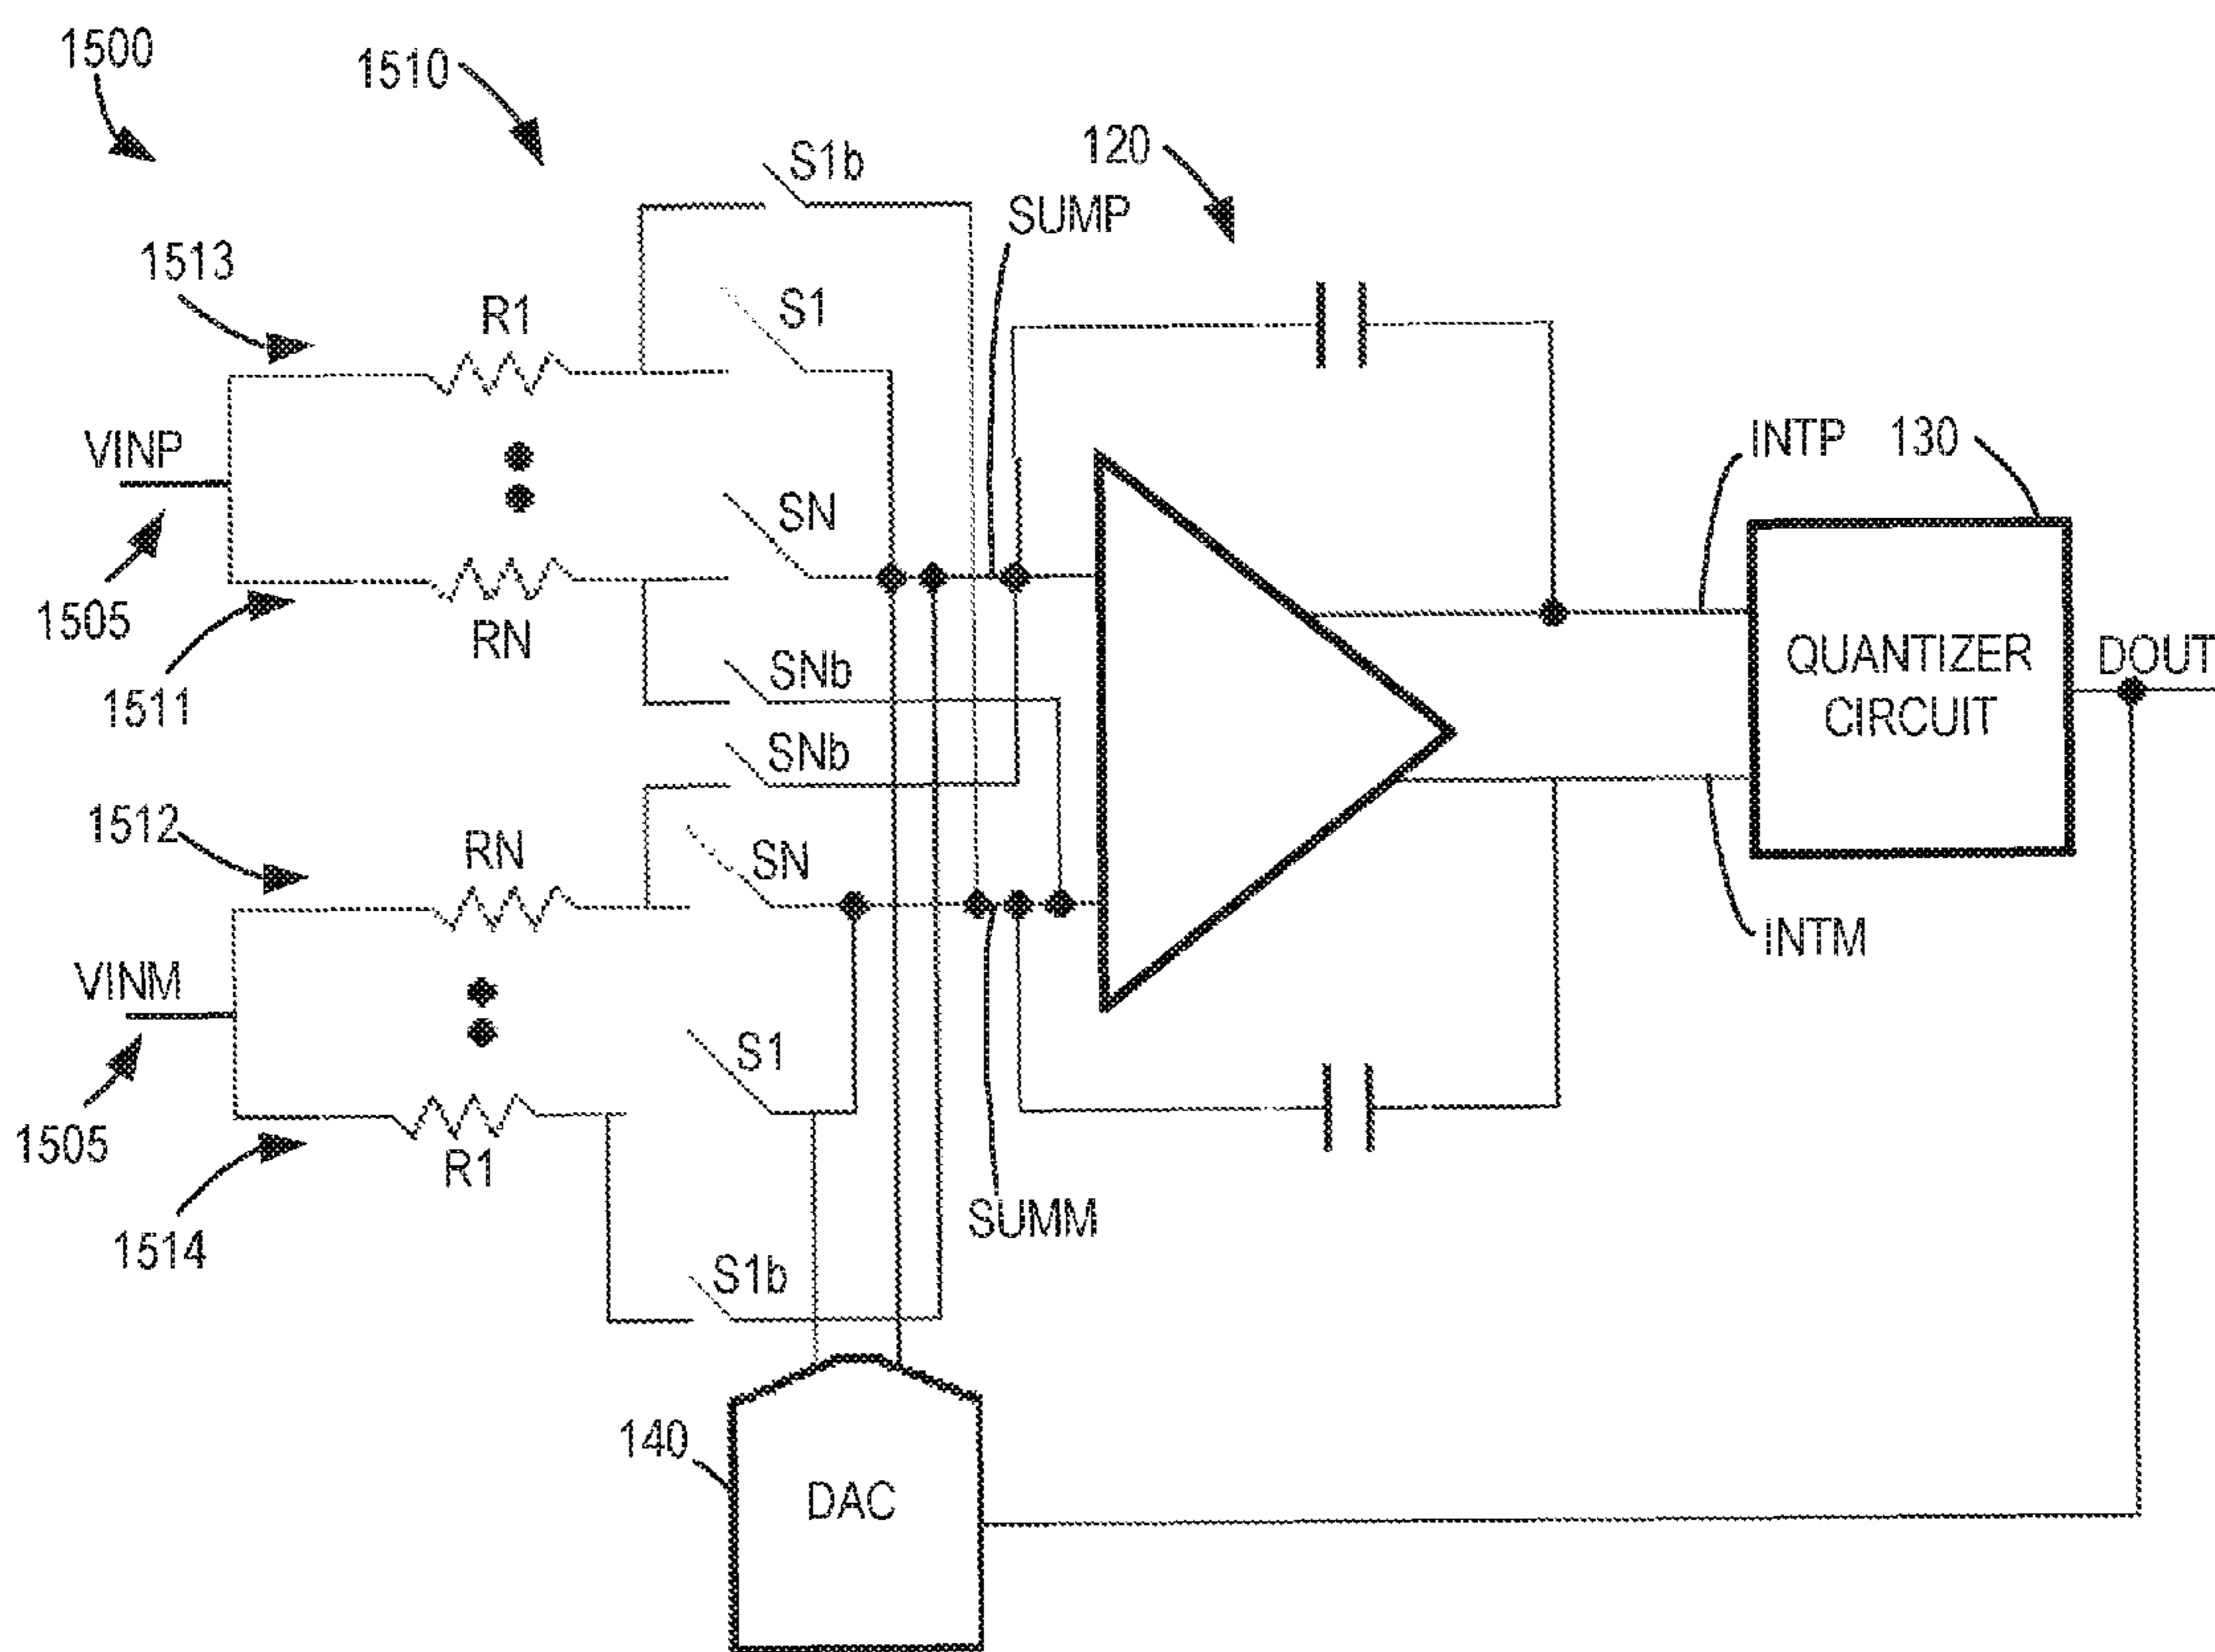 1500
1510
S1b
120
SUMP
1513
R1
S1
VINP
INTP
130
SN
1505
RN
QUANTIZER
CIRCUIT
DOUT
1511
SNb
SNb
1512
RN
SN
INTM
VINM
S1
1505
R1
SUMM
1514
S1b
140
DAC